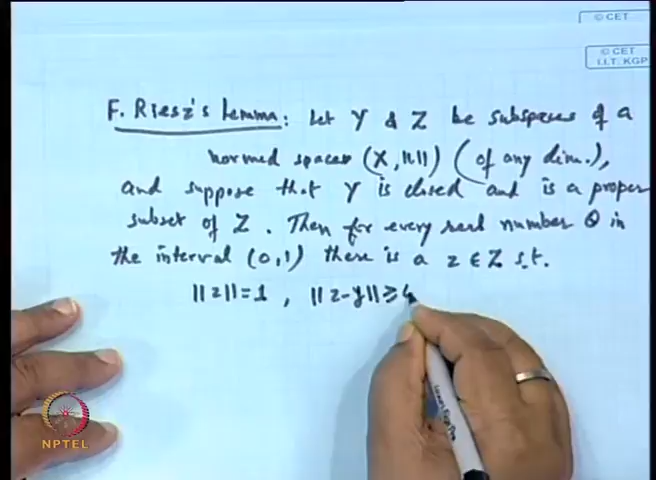 © CET
© CET
I.I.T. KGP
F. Riesz's Lemma : Let Y & Z be subspaces of a
normed spaces (X, ||·||) (of any dim.),
and suppose that Y is closed and is a proper
subset of Z. Then for every real number θ in
the interval (0,1) there is a z ∈ Z s.t.
||z|| = 1 , ||z-y|| ≥
NPTEL